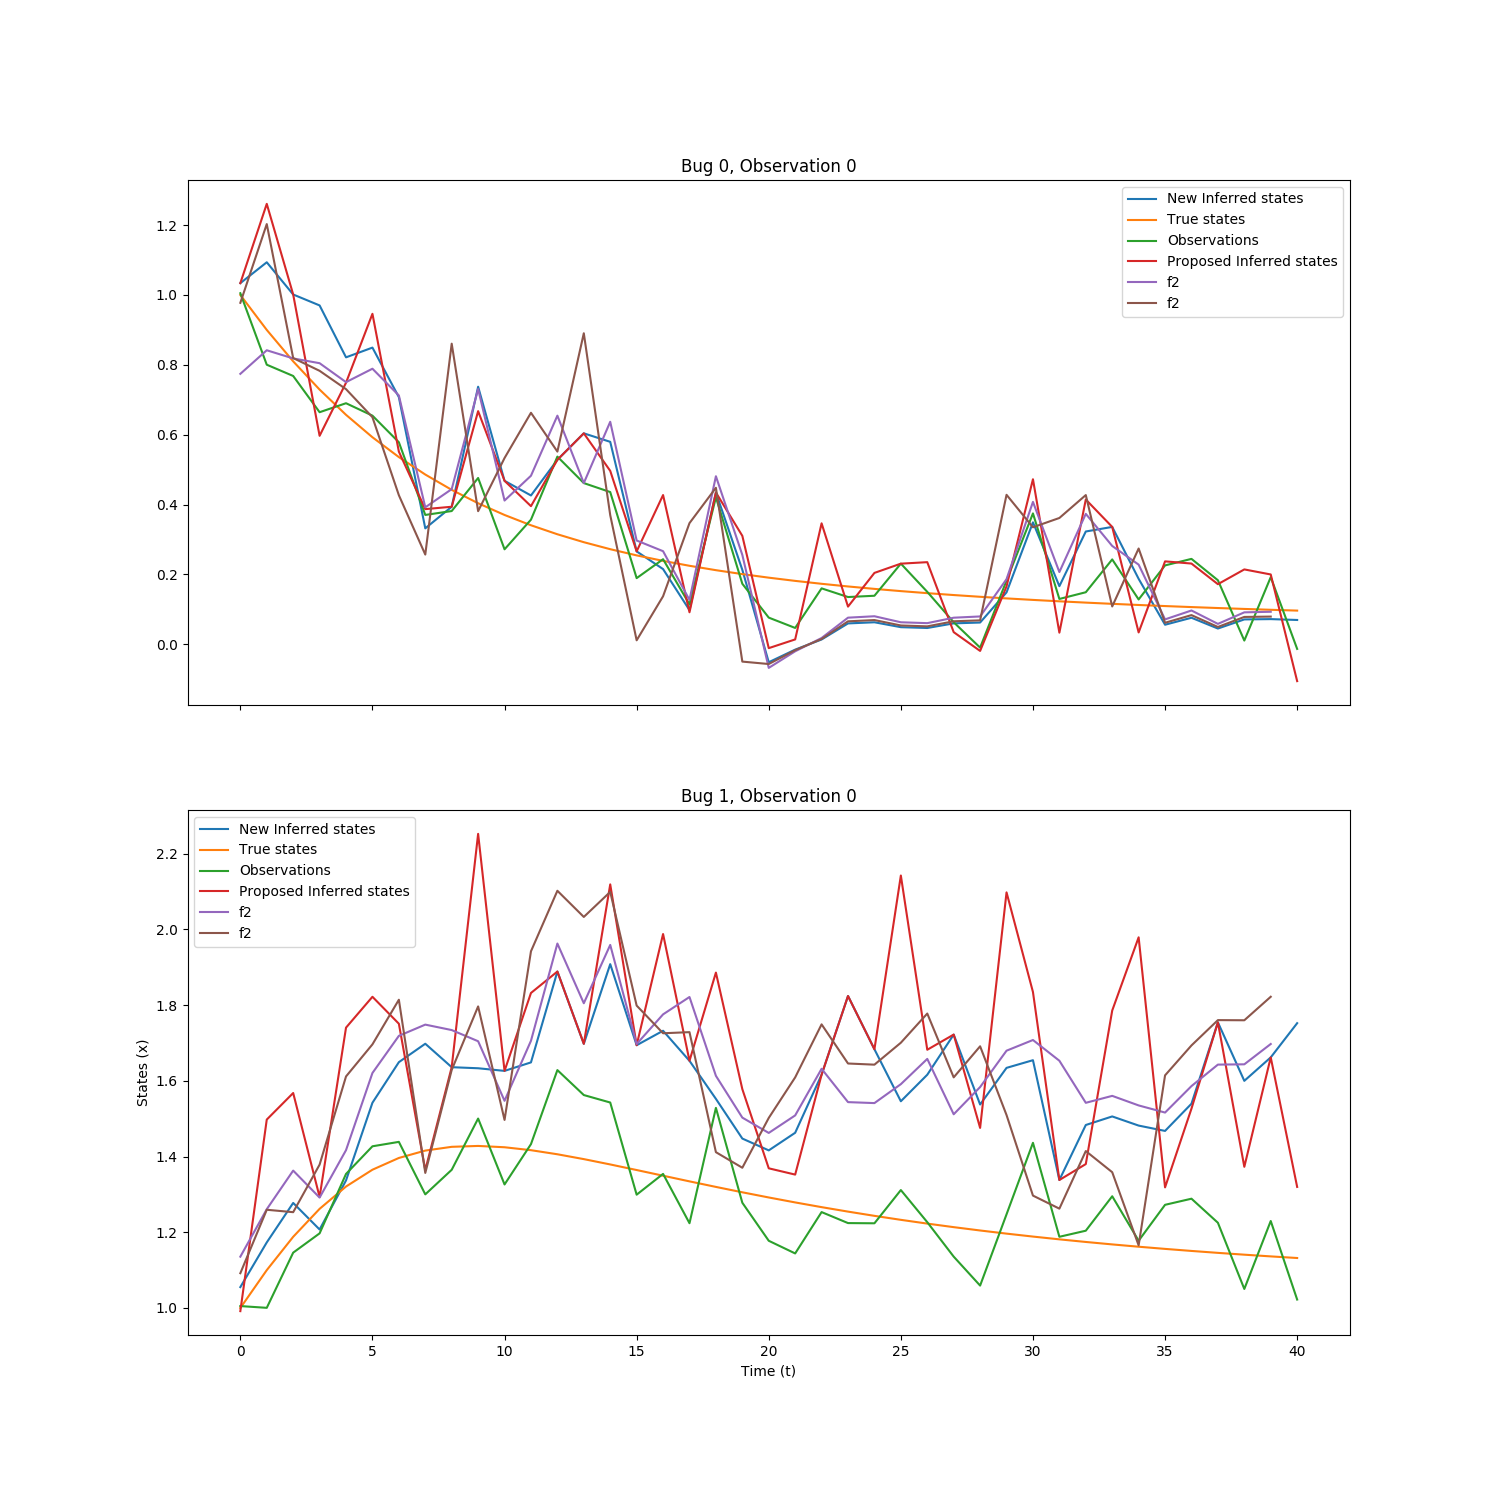 Bug 0, Observation 0
1.2
1.0
0.8
0.6
0.4
0.2
0.0
New Inferred states
True states
Observations
Proposed Inferred states
f2
f2
Bug 1, Observation 0
States (x)
2.2
2.0
1.8
1.6
1.4
1.2
1.0
New Inferred states
True states
Observations
Proposed Inferred states
f2
f2
0 5 10 15 20 25 30 35 40
Time (t)